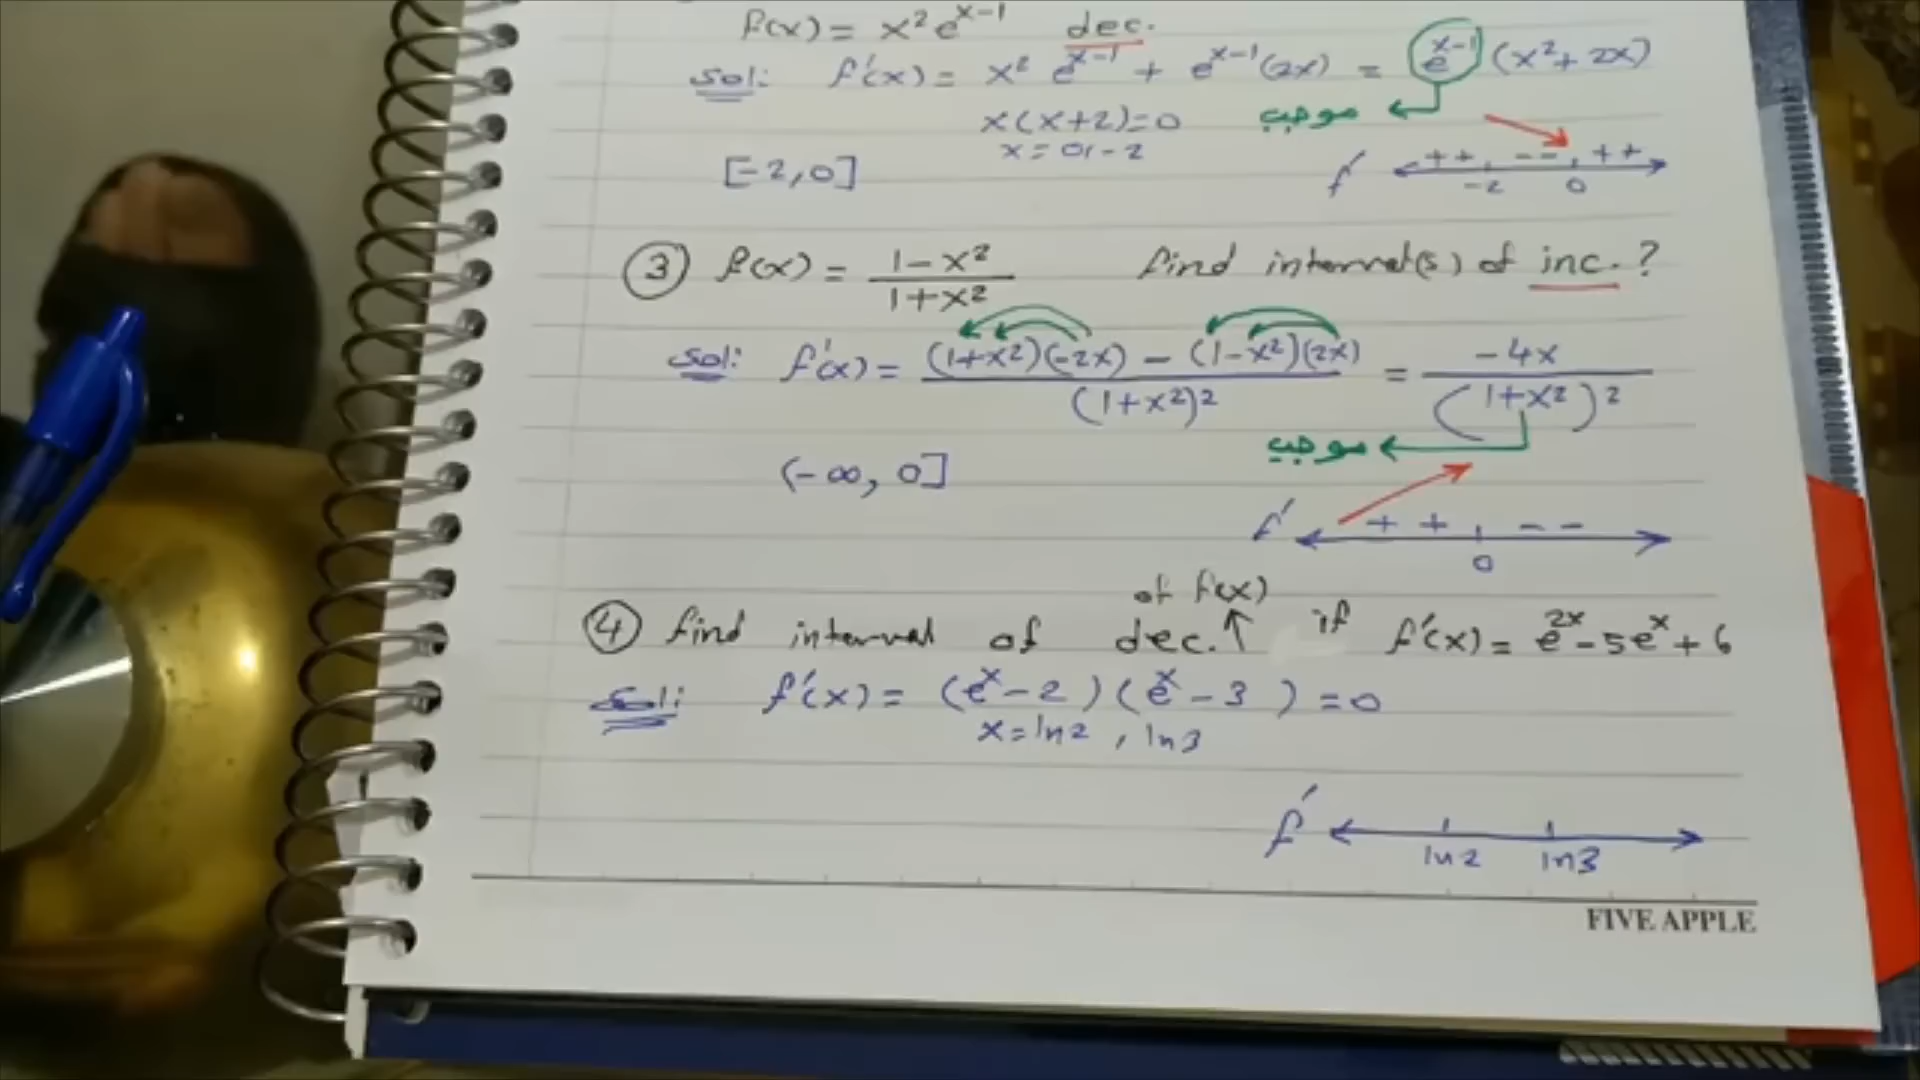 f(x) = x² e^(x-1) dec.
sol: f'(x) = x² e^(x-1) + e^(x-1) (2x) = e^(x-1) (x² + 2x)
x(x+2)=0 موجب
x = 0, -2
[-2, 0] f' ++ -- ++
-2 0
③ f(x) = (1-x²)/(1+x²) find interval(s) of inc.?
sol: f'(x) = ((1+x²)(-2x) - (1-x²)(2x))/(1+x²)² = -4x/(1+x²)²
موجب
(-∞, 0]
f' + + - -
0
of f(x)
④ find interval of dec. ↑ if f'(x) = e^(2x) - 5e^x + 6
Sol: f'(x) = (e^x - 2)(e^x - 3) = 0
x = ln2, ln3
f'
ln2 ln3
FIVE APPLE